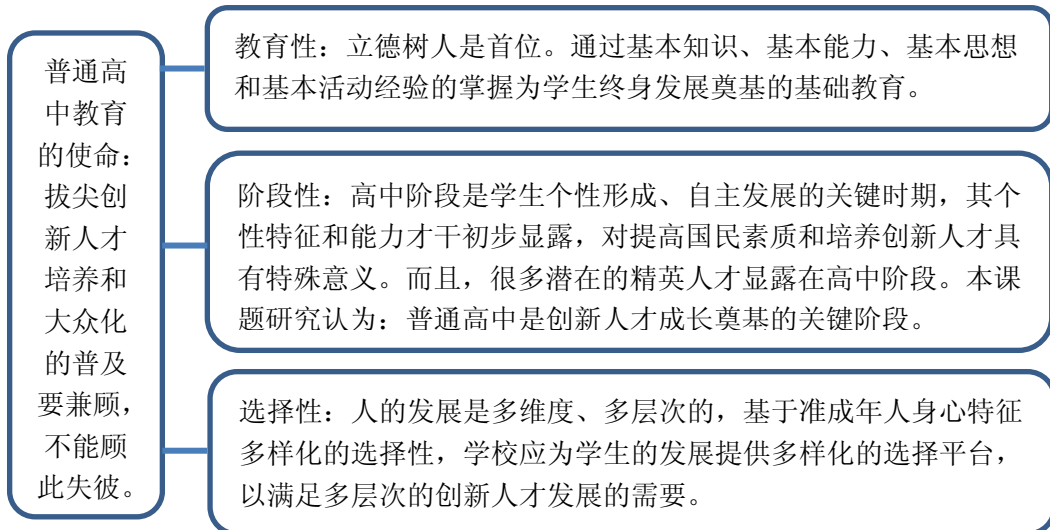 普通高
中教育
的使命：
拔尖创
新人才
培养和
大众化
的普及
要兼顾，
不能顾
此失彼。
教育性：立德树人是首位。通过基本知识、基本能力、基本思想
和基本活动经验的掌握为学生终身发展奠基的基础教育。
阶段性：高中阶段是学生个性形成、自主发展的关键时期，其个
性特征和能力才干初步显露，对提高国民素质和培养创新人才具
有特殊意义。而且，很多潜在的精英人才显露在高中阶段。本课
题研究认为：普通高中是创新人才成长奠基的关键阶段。
选择性：人的发展是多维度、多层次的，基于准成年人身心特征
多样化的选择性，学校应为学生的发展提供多样化的选择平台，
以满足多层次的创新人才发展的需要。